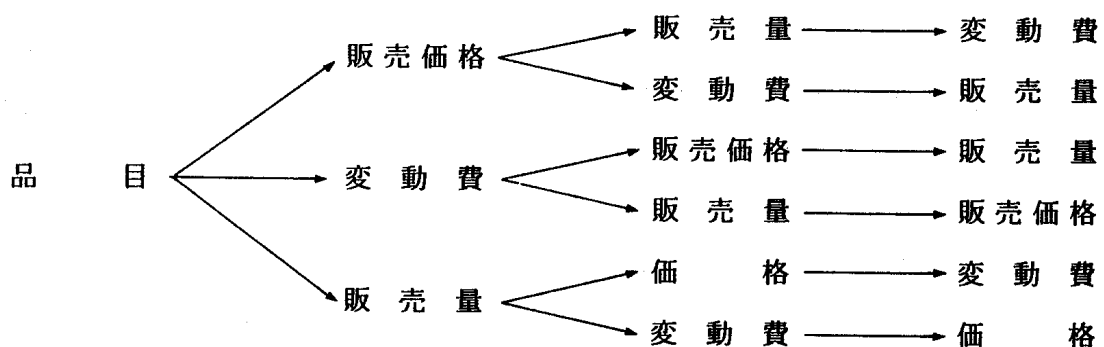 販売量 変動費
販売価格
変動費 販売量
販売価格 販売量
品目 変動費
販売量 販売価格
価格 変動費
販売量
変動費 価格